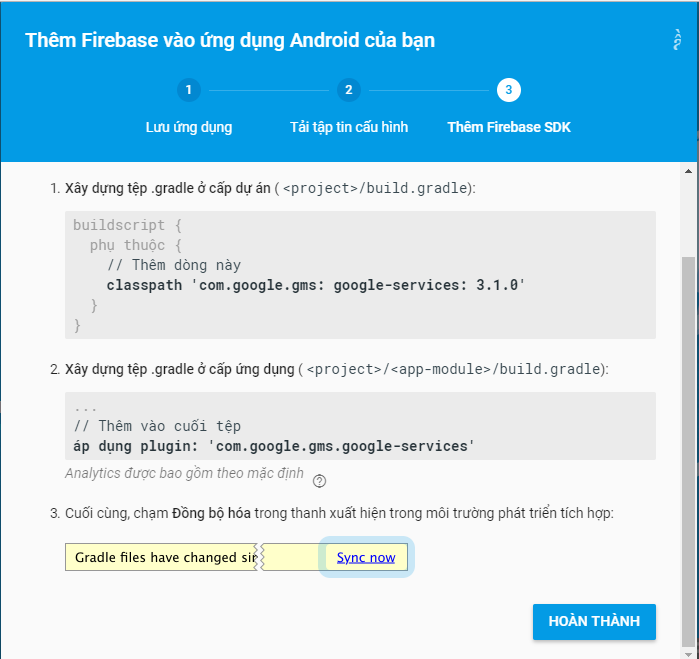 Thêm Firebase vào ứng dụng Android của bạn
1 2 3
Lưu ứng dụng Tải tập tin cấu hình Thêm Firebase SDK
1. Xây dựng tệp .gradle ở cấp dự án ( <project>/build.gradle):
buildscript {
phụ thuộc {
// Thêm dòng này
classpath 'com.google.gms: google-services: 3.1.0'
}
}
2. Xây dựng tệp .gradle ở cấp ứng dụng ( <project>/<app-module>/build.gradle):
...
// Thêm vào cuối tệp
áp dụng plugin: 'com.google.gms.google-services'
Analytics được bao gồm theo mặc định ?
3. Cuối cùng, chạm Đồng bộ hóa trong thanh xuất hiện trong môi trường phát triển tích hợp:
Gradle files have changed sin Sync now
HOÀN THÀNH